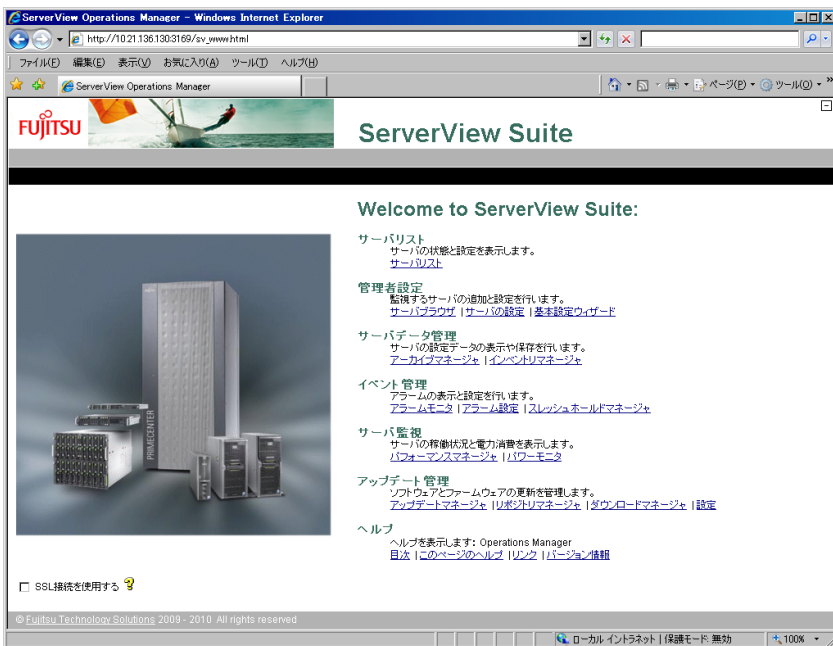 ServerView Operations Manager - Windows Internet Explorer
http://10.21.136.130:3169/sv_www.html
ファイル(F) 編集(E) 表示(V) お気に入り(A) ツール(T) ヘルプ(H)
ServerView Operations Manager
ページ(P) ツール(O) »
FUJITSU
ServerView Suite
Welcome to ServerView Suite:
サーバリスト
サーバの状態と設定を表示します。
サーバリスト
管理者設定
監視するサーバの追加と設定を行います。
サーバブラウザ | サーバの設定 | 基本設定ウィザード
サーバデータ管理
サーバの設定データの表示や保存を行います。
アーカイブマネージャ | インベントリマネージャ
イベント管理
アラームの表示と設定を行います。
アラームモニタ | アラーム設定 | スレッシュホールドマネージャ
サーバ監視
サーバの稼働状況と電力消費を表示します。
パフォーマンスマネージャ | パワーモニタ
アップデート管理
ソフトウェアとファームウェアの更新を管理します。
アップデートマネージャ | リポジトリマネージャ | ダウンロードマネージャ | 設定
ヘルプ
ヘルプを表示します: Operations Manager
目次 | このページのヘルプ | リンク | バージョン情報
PRIMECENTER
SSL接続を使用する ?
© Fujitsu Technology Solutions 2009 - 2010 All rights reserved
ローカル イントラネット | 保護モード: 無効 100%